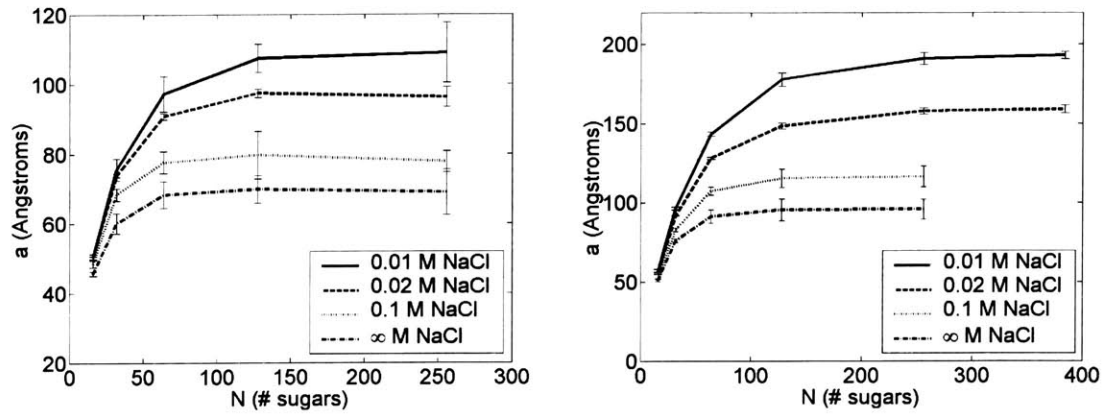 120
100
80
60
40
20
a (Angstroms)
0 50 100 150 200 250 300
N (# sugars)
0.01 M NaCl
0.02 M NaCl
0.1 M NaCl
∞ M NaCl
200
150
100
50
0
a (Angstroms)
0 100 200 300 400
N (# sugars)
0.01 M NaCl
0.02 M NaCl
0.1 M NaCl
∞ M NaCl